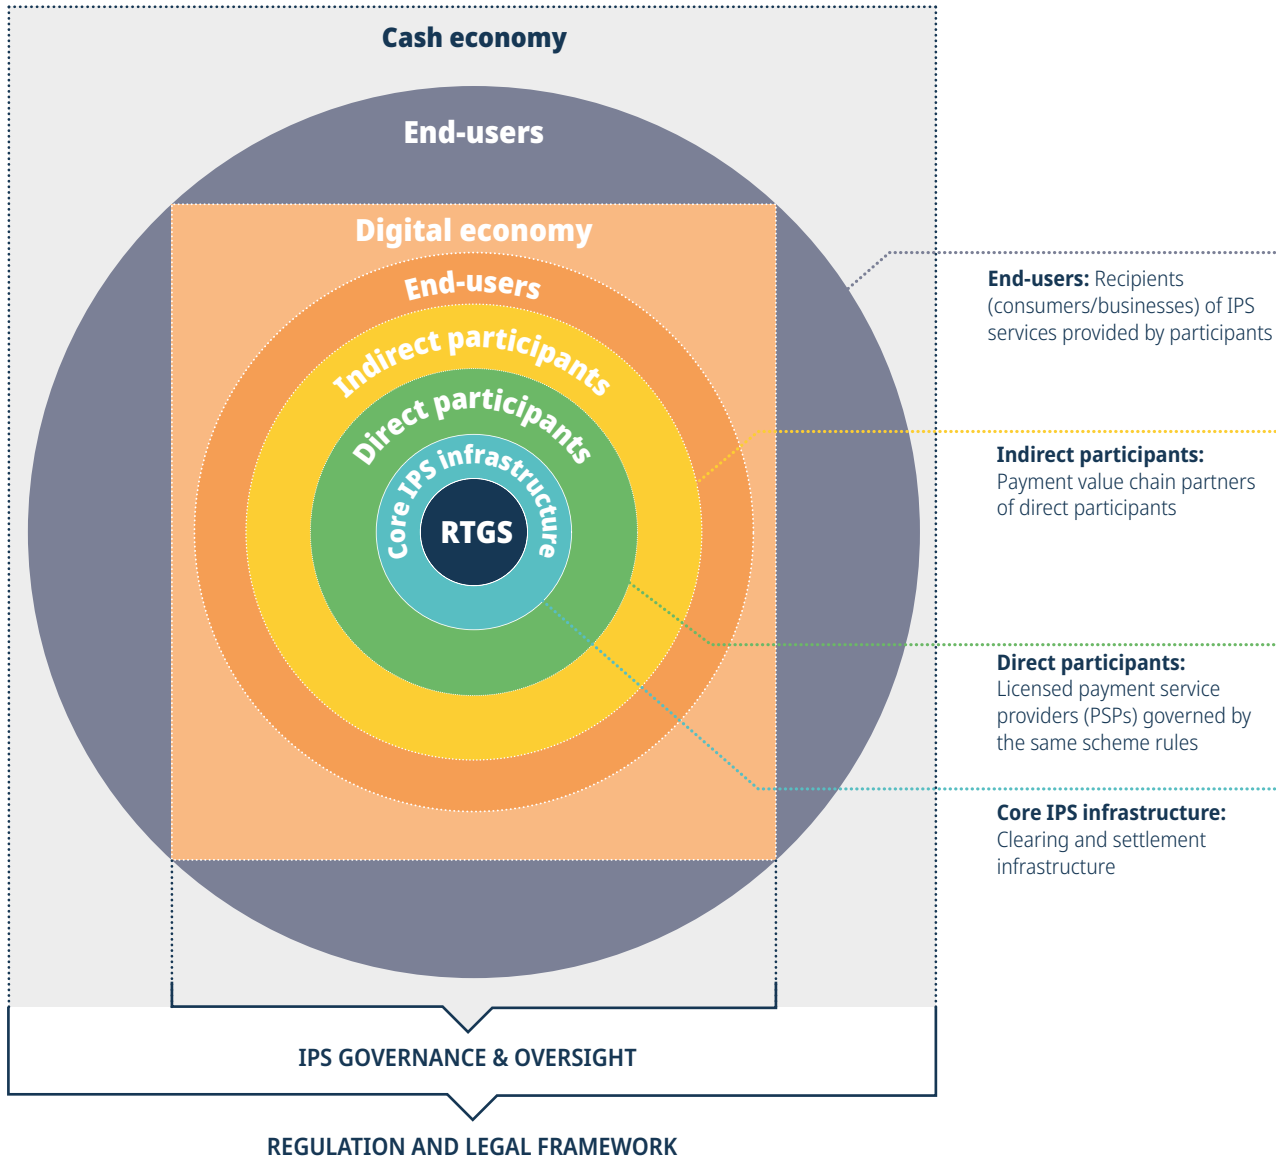 Cash economy
End-users
Digital economy
End-users
Indirect participants
Direct participants
Core IPS infrastructure
RTGS
End-users: Recipients
(consumers/businesses) of IPS
services provided by participants
Indirect participants:
Payment value chain partners
of direct participants
Direct participants:
Licensed payment service
providers (PSPs) governed by
the same scheme rules
Core IPS infrastructure:
Clearing and settlement
infrastructure
IPS GOVERNANCE & OVERSIGHT
REGULATION AND LEGAL FRAMEWORK